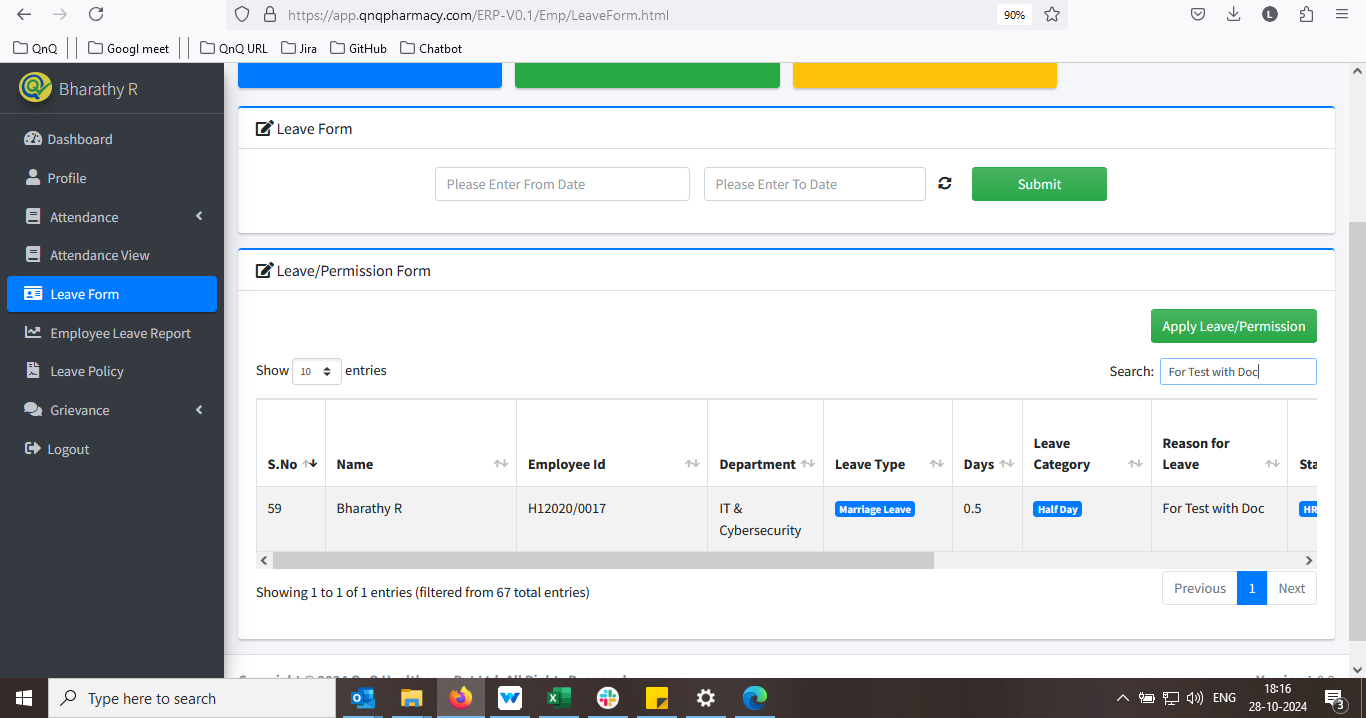 https://app.qnqpharmacy.com/ERP-V0.1/Emp/LeaveForm.html
90%
L
QnQ
Googl meet
QnQ URL
Jira
GitHub
Chatbot
Bharathy R
Dashboard
Profile
Attendance
Attendance View
Leave Form
Employee Leave Report
Leave Policy
Grievance
Logout
Leave Form
Please Enter From Date
Please Enter To Date
Submit
Leave/Permission Form
Apply Leave/Permission
Show 10 entries
Search: For Test with Doc
S.No Name Employee Id Department Leave Type Days Leave Category Reason for Leave Sta
59 Bharathy R H12020/0017 IT & Cybersecurity Marriage Leave 0.5 Half Day For Test with Doc HR
Showing 1 to 1 of 1 entries (filtered from 67 total entries)
Previous 1 Next
Type here to search
ENG
18:16
28-10-2024
3